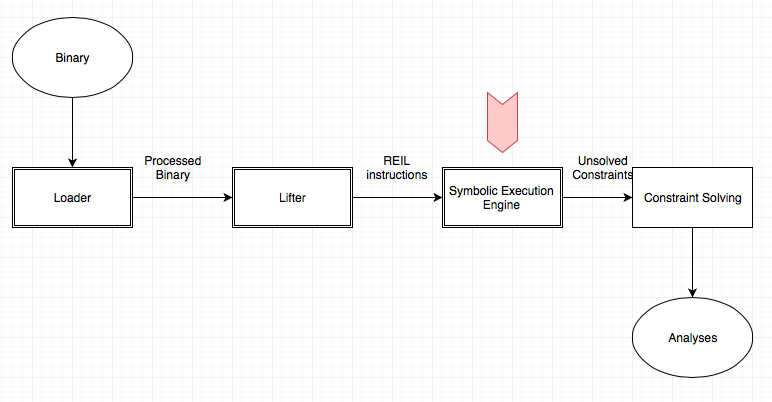 Binary
Processed
Binary
REIL
instructions
Unsolved
Constraints
Loader
Lifter
Symbolic Execution
Engine
Constraint Solving
Analyses